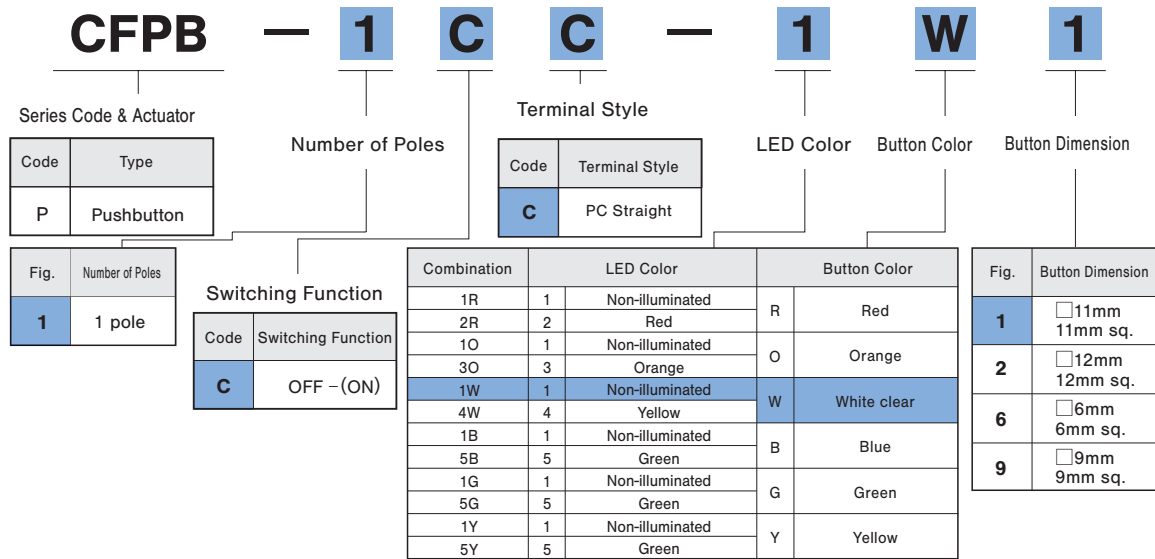 CFPB － 1 C C － 1 W 1
Series Code & Actuator
Code Type
P Pushbutton
Number of Poles
Fig. Number of Poles
1 1 pole
Switching Function
Code Switching Function
C OFF －(ON)
Terminal Style
Code Terminal Style
C PC Straight
LED Color
Button Color
Combination LED Color Button Color
1R 1 Non-illuminated R Red
2R 2 Red
1O 1 Non-illuminated O Orange
3O 3 Orange
1W 1 Non-illuminated W White clear
4W 4 Yellow
1B 1 Non-illuminated B Blue
5B 5 Green
1G 1 Non-illuminated G Green
5G 5 Green
1Y 1 Non-illuminated Y Yellow
5Y 5 Green
Button Dimension
Fig. Button Dimension
1 □11mm
11mm sq.
2 □12mm
12mm sq.
6 □6mm
6mm sq.
9 □9mm
9mm sq.